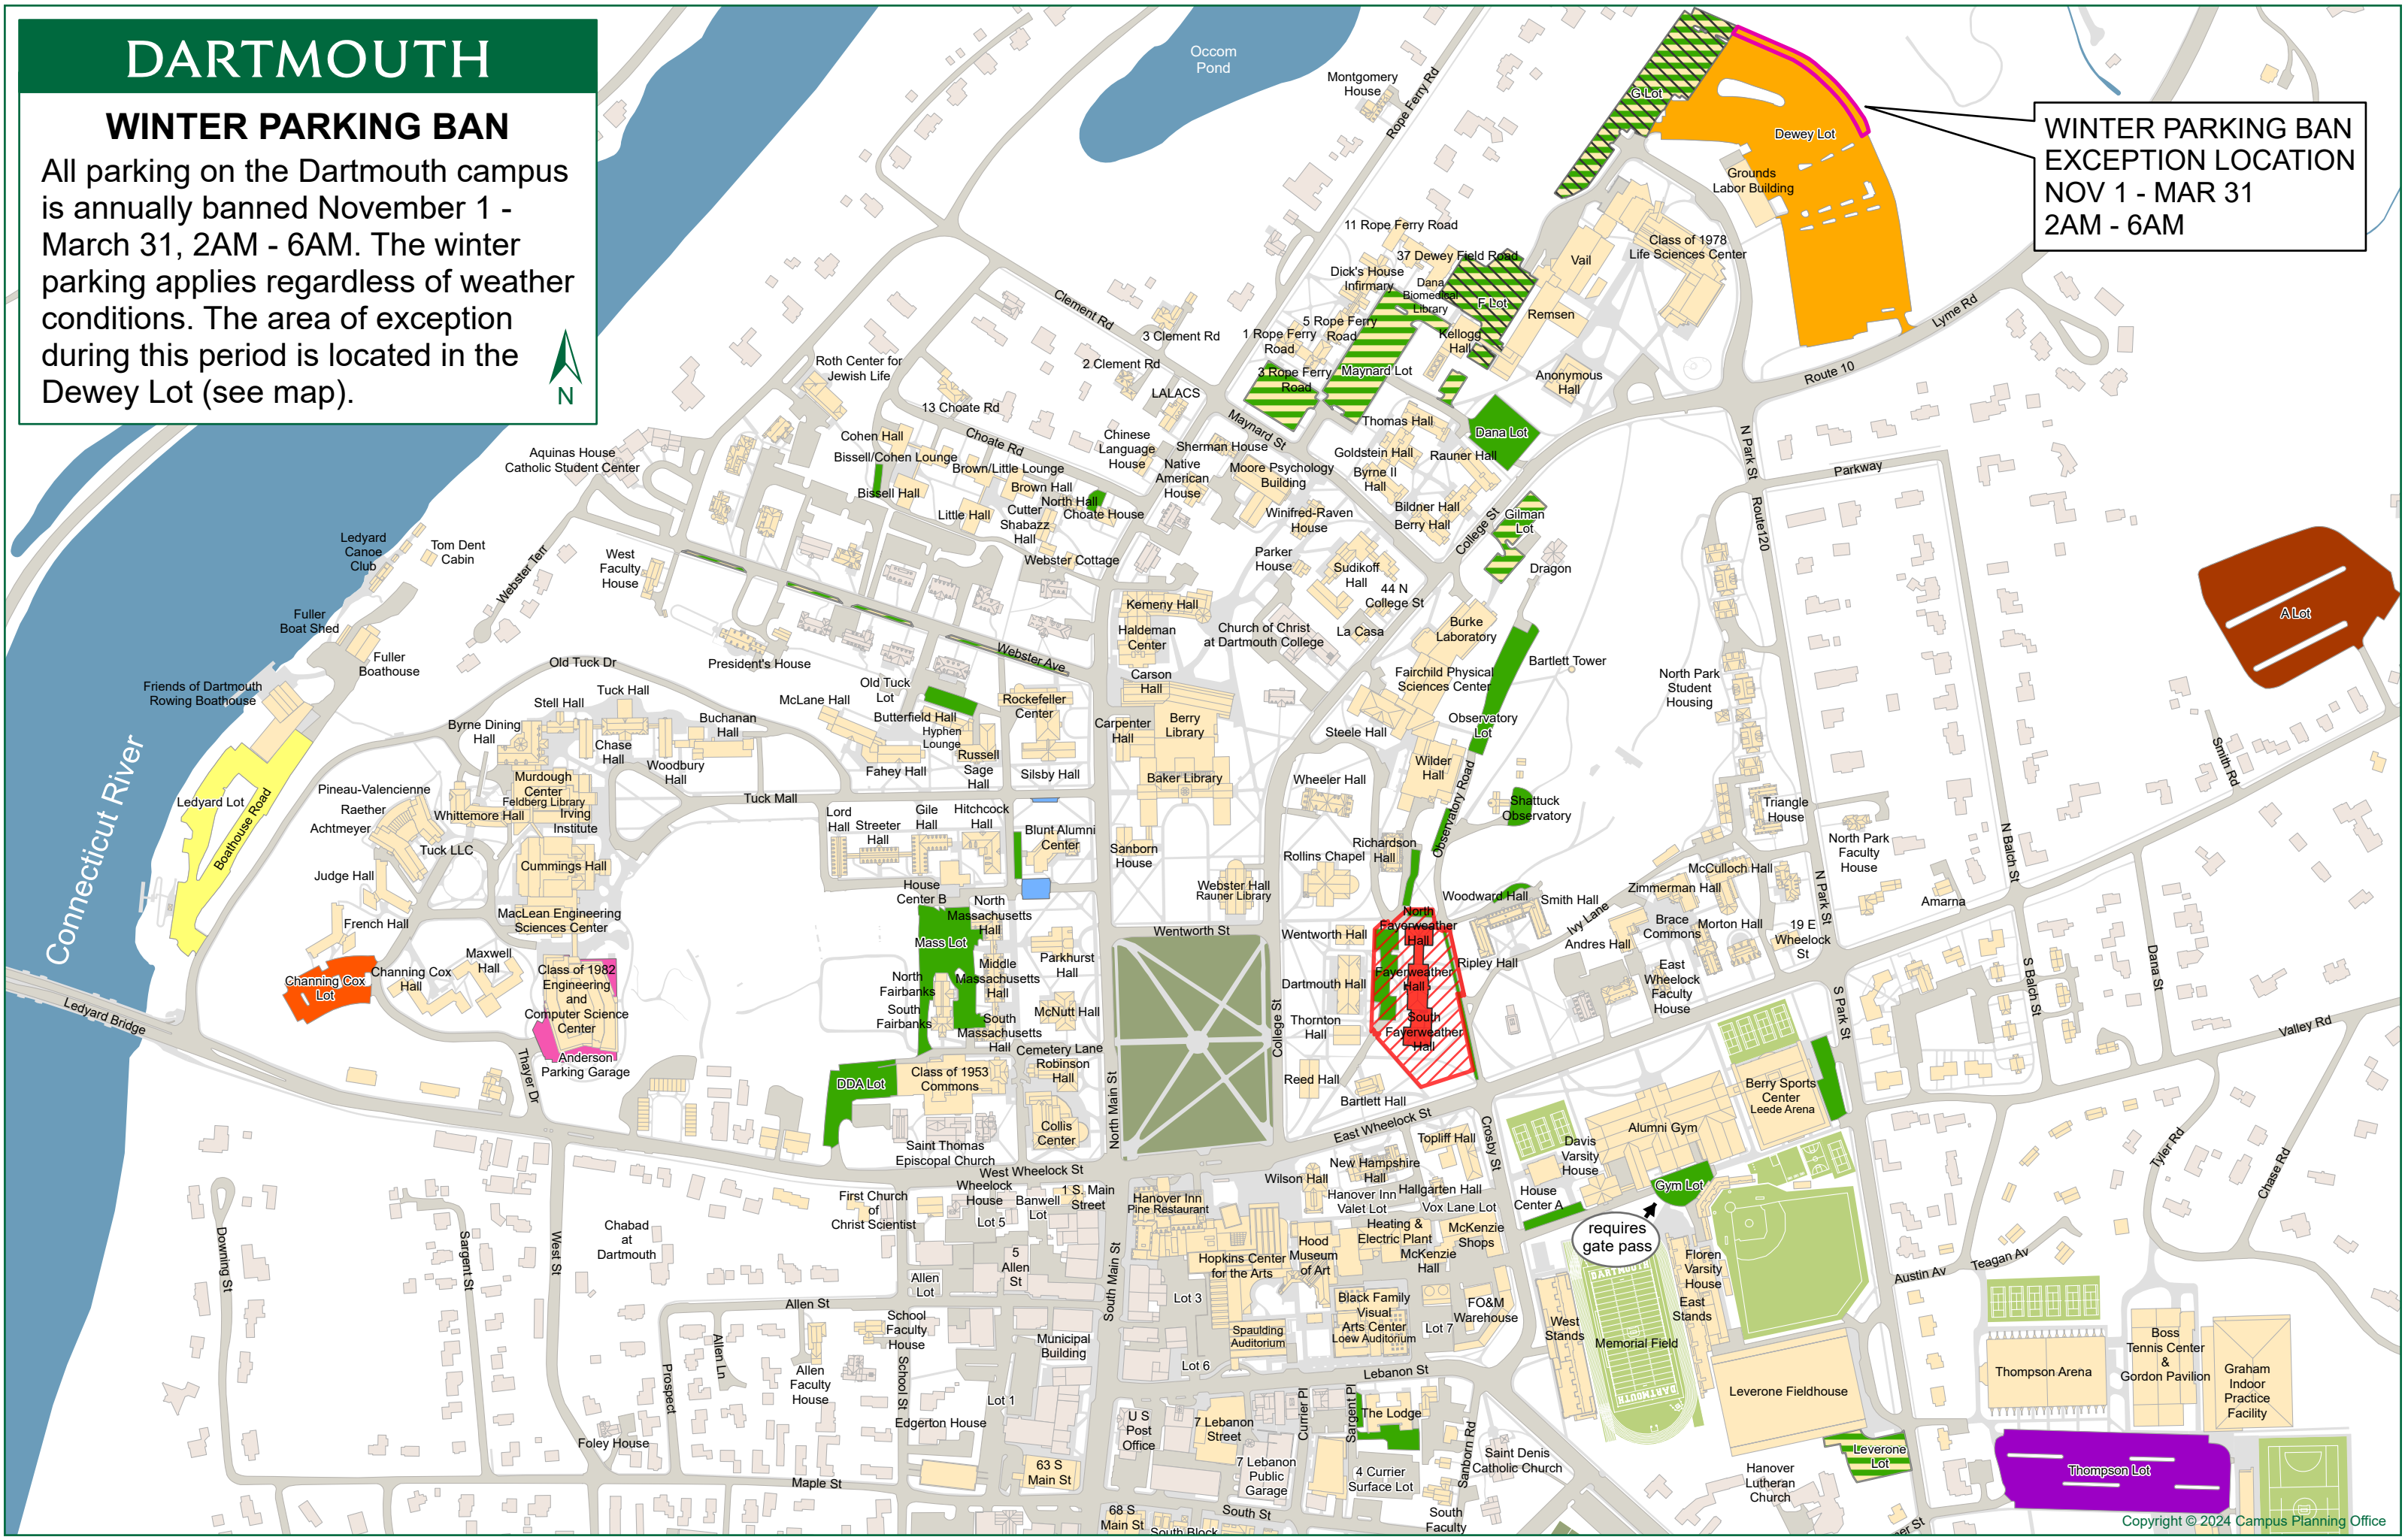 DARTMOUTH
WINTER PARKING BAN
All parking on the Dartmouth campus
is annually banned November 1 -
March 31, 2AM - 6AM. The winter
parking applies regardless of weather
conditions. The area of exception
during this period is located in the
Dewey Lot (see map).
N
WINTER PARKING BAN
EXCEPTION LOCATION
NOV 1 - MAR 31
2AM - 6AM
Occom
Pond
Montgomery
House
Rope Ferry Rd
G Lot
Dewey Lot
Grounds
Labor Building
11 Rope Ferry Road
37 Dewey Field Road
Dick's House
Infirmary
Dana
Biomedical
Library
F Lot
Vail
Class of 1978
Life Sciences Center
Remsen
5 Rope Ferry
Road
1 Rope Ferry
Road
Kellogg
Hall
3 Rope Ferry
Road
Maynard Lot
Anonymous
Hall
Lyme Rd
Route 10
Clement Rd
3 Clement Rd
2 Clement Rd
LALACS
Roth Center for
Jewish Life
13 Choate Rd
Choate Rd
Maynard St
Thomas Hall
Dana Lot
Cohen Hall
Bissell/Cohen Lounge
Chinese
Language
House
Sherman House
Goldstein Hall
Rauner Hall
N Park St
Parkway
Aquinas House
Catholic Student Center
Brown/Little Lounge
Native
American
House
Moore Psychology
Building
Byrne II
Hall
Bissell Hall
Brown Hall
North Hall
Choate House
Little Hall
Cutter
Shabazz
Hall
Winifred-Raven
House
Bildner Hall
Berry Hall
College St
Gilman
Lot
Route120
Ledyard
Canoe
Club
Tom Dent
Cabin
Webster Terr
West
Faculty
House
Webster Cottage
Parker
House
Sudikoff
Hall
44 N
College St
Dragon
A Lot
Fuller
Boat Shed
Fuller
Boathouse
Kemeny Hall
Haldeman
Center
Church of Christ
at Dartmouth College
La Casa
Burke
Laboratory
President's House
Webster Ave
Old Tuck Dr
Friends of Dartmouth
Rowing Boathouse
Carson
Hall
Fairchild Physical
Sciences Center
Bartlett Tower
North Park
Student
Housing
Stell Hall
Tuck Hall
McLane Hall
Old Tuck
Lot
Rockefeller
Center
Byrne Dining
Hall
Buchanan
Hall
Butterfield Hall
Hyphen
Lounge
Carpenter
Hall
Berry
Library
Steele Hall
Observatory
Lot
Chase
Hall
Woodbury
Hall
Russell
Sage
Hall
Fahey Hall
Silsby Hall
Baker Library
Wheeler Hall
Wilder
Hall
Smith Rd
Connecticut River
Ledyard Lot
Boathouse Road
Pineau-Valencienne
Raether
Achtmeyer
Murdough
Center
Feldberg Library
Whittemore Hall
Irving
Institute
Tuck Mall
Lord
Hall
Streeter
Hall
Gile
Hall
Hitchcock
Hall
Blunt Alumni
Center
Sanborn
House
Observatory Road
Shattuck
Observatory
Triangle
House
North Park
Faculty
House
N Balch St
Tuck LLC
Cummings Hall
Richardson
Hall
Rollins Chapel
Judge Hall
House
Center B
Webster Hall
Rauner Library
Woodward Hall
Smith Hall
McCulloch Hall
Zimmerman Hall
N Park St
Amarna
French Hall
MacLean Engineering
Sciences Center
North
Massachusetts
Hall
Mass Lot
Wentworth St
Wentworth Hall
North
Fayerweather
Hall
Ivy Lane
Brace
Commons
Morton Hall
19 E
Wheelock
St
Andres Hall
Dana St
Channing Cox
Lot
Channing Cox
Hall
Maxwell
Hall
Class of 1982
Engineering
and
Computer Science
Center
North
Fairbanks
South
Fairbanks
Middle
Massachusetts
Hall
Parkhurst
Hall
Fayerweather
Hall
Ripley Hall
East
Wheelock
Faculty
House
S Balch St
S Park St
Dartmouth Hall
Ledyard Bridge
McNutt Hall
South
Massachusetts
Hall
Thornton
Hall
South
Fayerweather
Hall
College St
Valley Rd
Anderson
Parking Garage
Thayer Dr
Cemetery Lane
Robinson
Hall
DDA Lot
Class of 1953
Commons
Reed Hall
Bartlett Hall
Berry Sports
Center
Leede Arena
North Main St
Collis
Center
Saint Thomas
Episcopal Church
East Wheelock St
Topliff Hall
Crosby St
Davis
Varsity
House
Alumni Gym
Tyler Rd
Chase Rd
West Wheelock St
Wheelock
House
Banwell
Lot
1 S. Main
Street
Hanover Inn
Pine Restaurant
Wilson Hall
New Hampshire
Hall
Hanover Inn
Valet Lot
Hallgarten Hall
Vox Lane Lot
House
Center A
Gym Lot
requires
gate pass
First Church
of
Christ Scientist
Lot 5
Chabad
at
Dartmouth
Downing St
Sargent St
West St
5
Allen
St
Allen
Lot
South Main St
Hopkins Center
for the Arts
Hood
Museum
of Art
Heating &
Electric Plant
McKenzie
Shops
McKenzie
Hall
Floren
Varsity
House
Teagan Av
Austin Av
DARTMOUTH
Allen St
Lot 3
School
Faculty
House
Black Family
Visual
Arts Center
Loew Auditorium
Lot 7
FO&M
Warehouse
West
Stands
East
Stands
Memorial Field
Spaulding
Auditorium
Municipal
Building
Allen Ln
Prospect
Allen
Faculty
House
School St
Lot 6
Lebanon St
Leverone Fieldhouse
Thompson Arena
Boss
Tennis Center
&
Gordon Pavilion
Graham
Indoor
Practice
Facility
DARTMOUTH
Lot 1
Edgerton House
U S
Post
Office
7 Lebanon
Street
Currier Pl
Sargent Pl
The Lodge
Sanborn Rd
Foley House
Saint Denis
Catholic Church
Leverone
Lot
63 S
Main St
7 Lebanon
Public
Garage
4 Currier
Surface Lot
Hanover
Lutheran
Church
Thompson Lot
Maple St
68 S
Main St
South Block
South St
South
Faculty
Copyright © 2024 Campus Planning Office